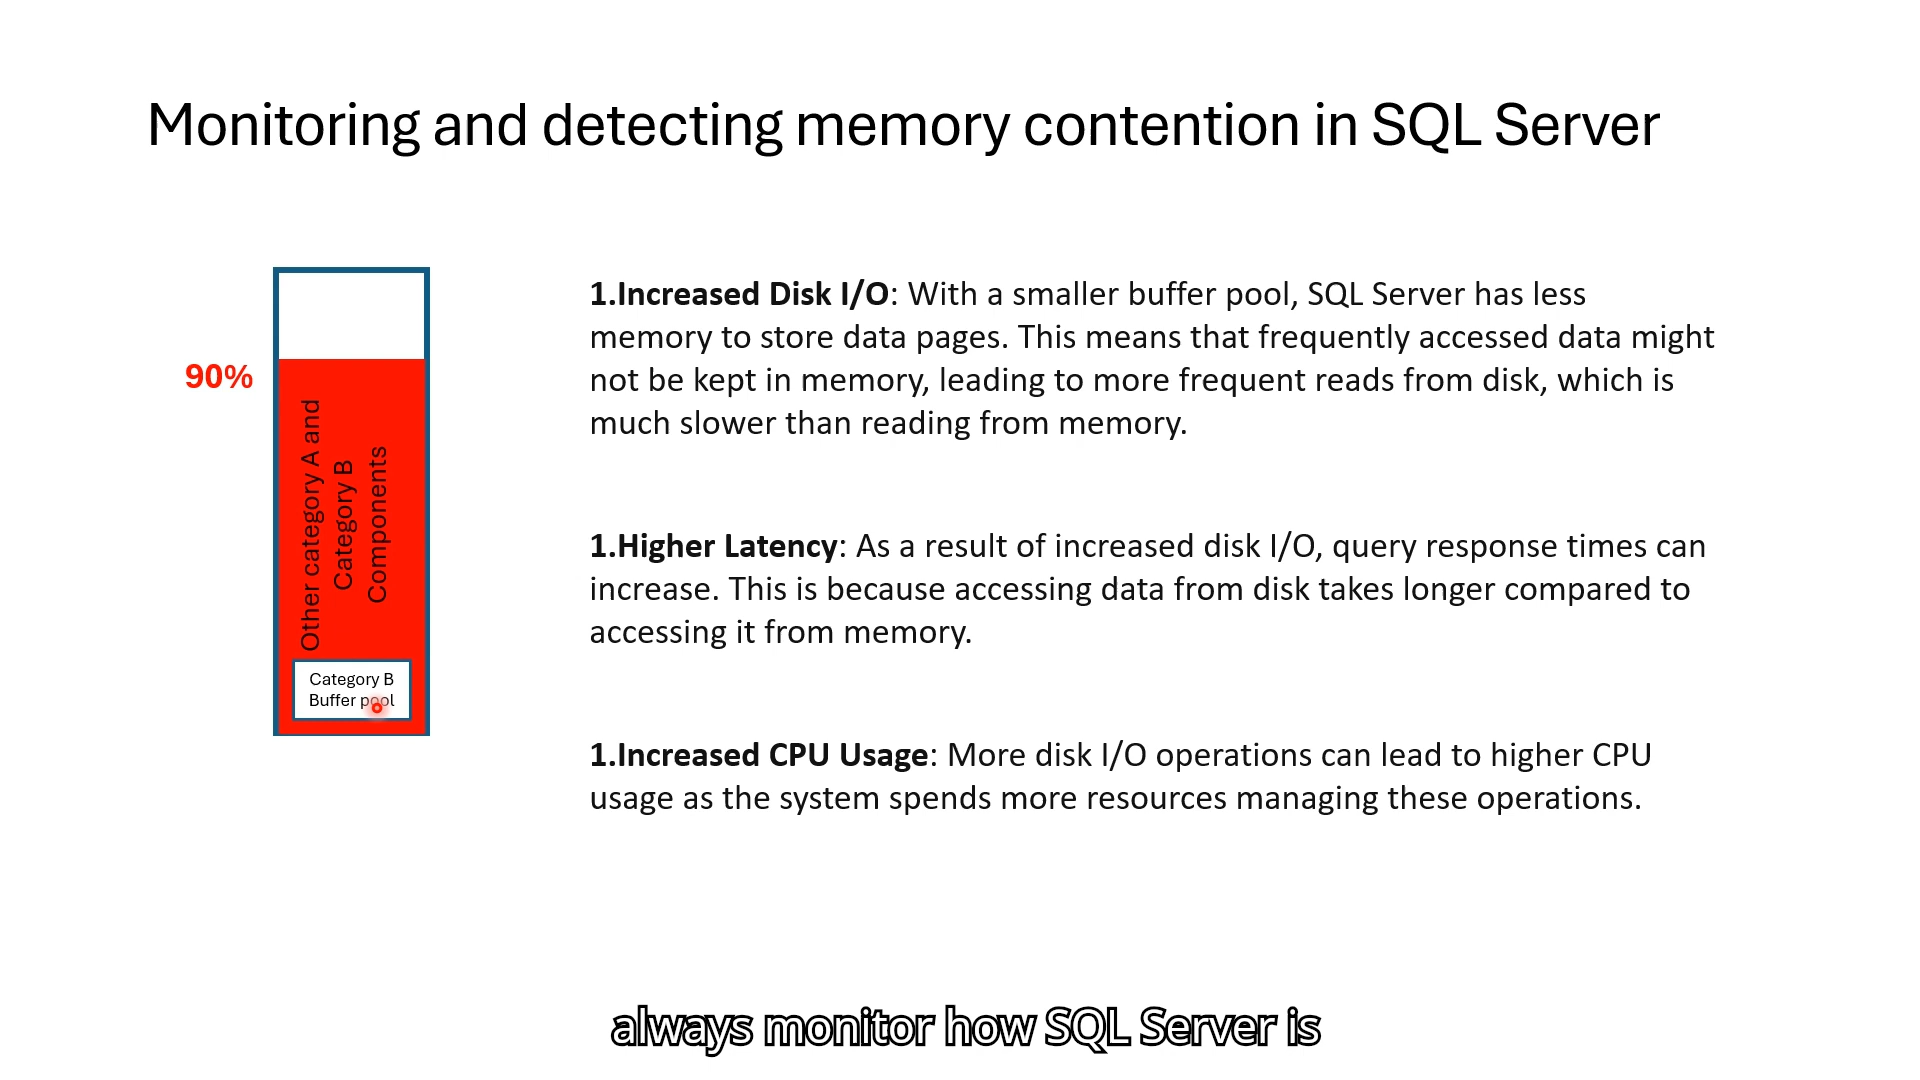 Monitoring and detecting memory contention in SQL Server
90%
Other category A and
Category B
Components
Category B
Buffer pool
1.Increased Disk I/O: With a smaller buffer pool, SQL Server has less
memory to store data pages. This means that frequently accessed data might
not be kept in memory, leading to more frequent reads from disk, which is
much slower than reading from memory.
1.Higher Latency: As a result of increased disk I/O, query response times can
increase. This is because accessing data from disk takes longer compared to
accessing it from memory.
1.Increased CPU Usage: More disk I/O operations can lead to higher CPU
usage as the system spends more resources managing these operations.
always monitor how SQL Server is